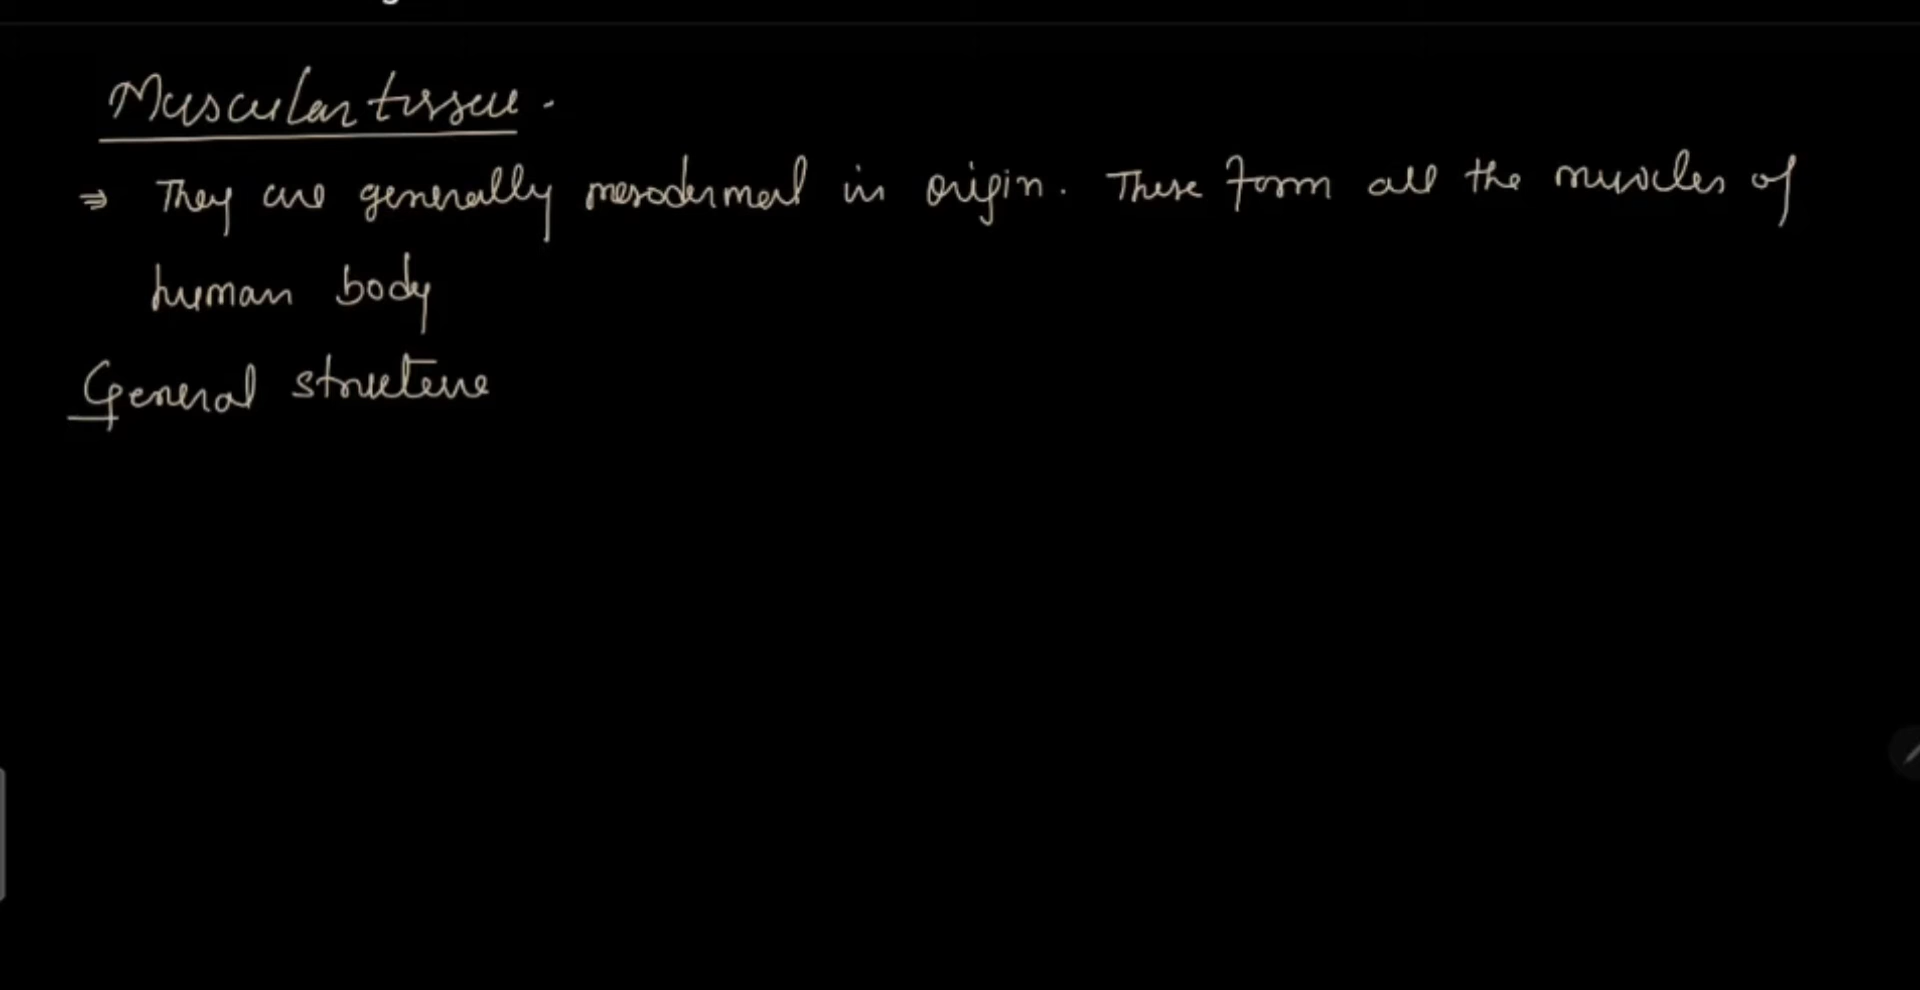 Muscular tissue -
⇒ They are generally mesodermal in origin. These form all the muscles of
human body
General structure